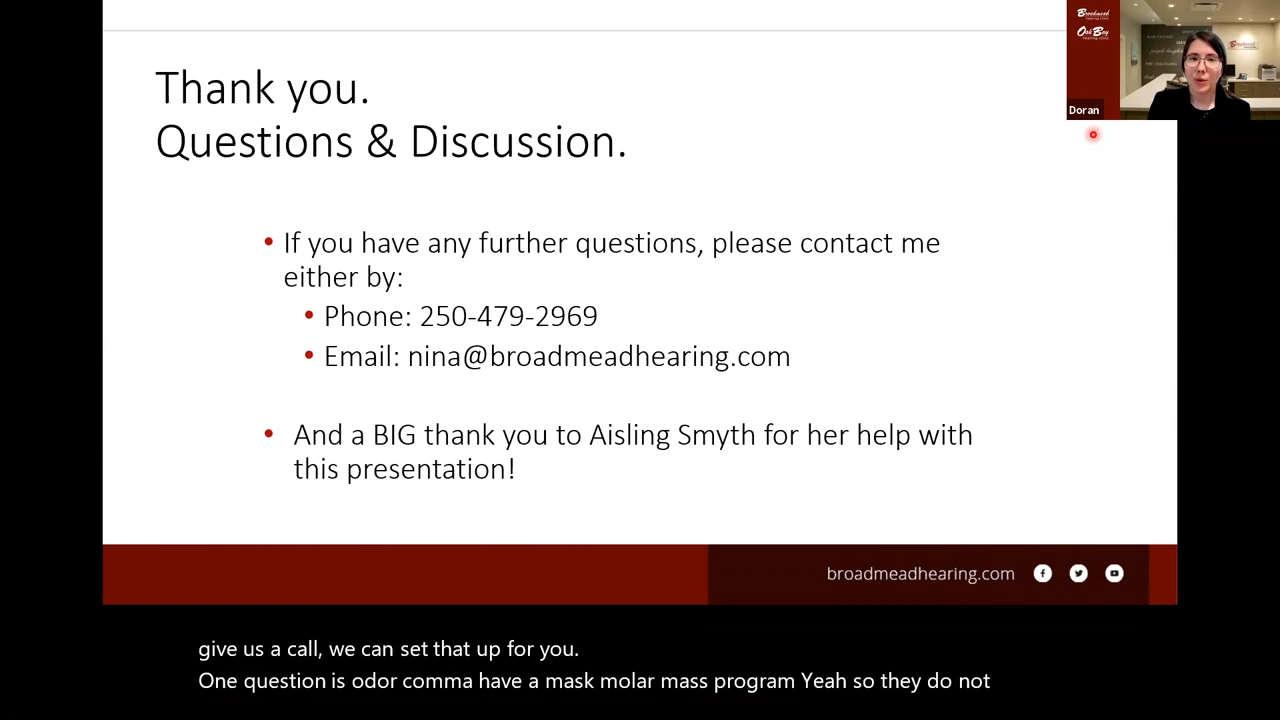 Thank you.
Questions & Discussion.
• If you have any further questions, please contact me
either by:
• Phone: 250-479-2969
• Email: nina@broadmeadhearing.com
• And a BIG thank you to Aisling Smyth for her help with
this presentation!
broadmeadhearing.com
Broadmead
Oak Bay
Doran
give us a call, we can set that up for you.
One question is odor comma have a mask molar mass program Yeah so they do not